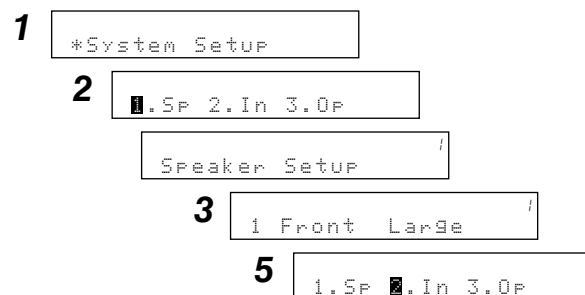 1
*System Setup
2
1.Sp 2.In 3.Op
1
Speaker Setup
3
1
1 Front Large
5
1.Sp 2.In 3.Op